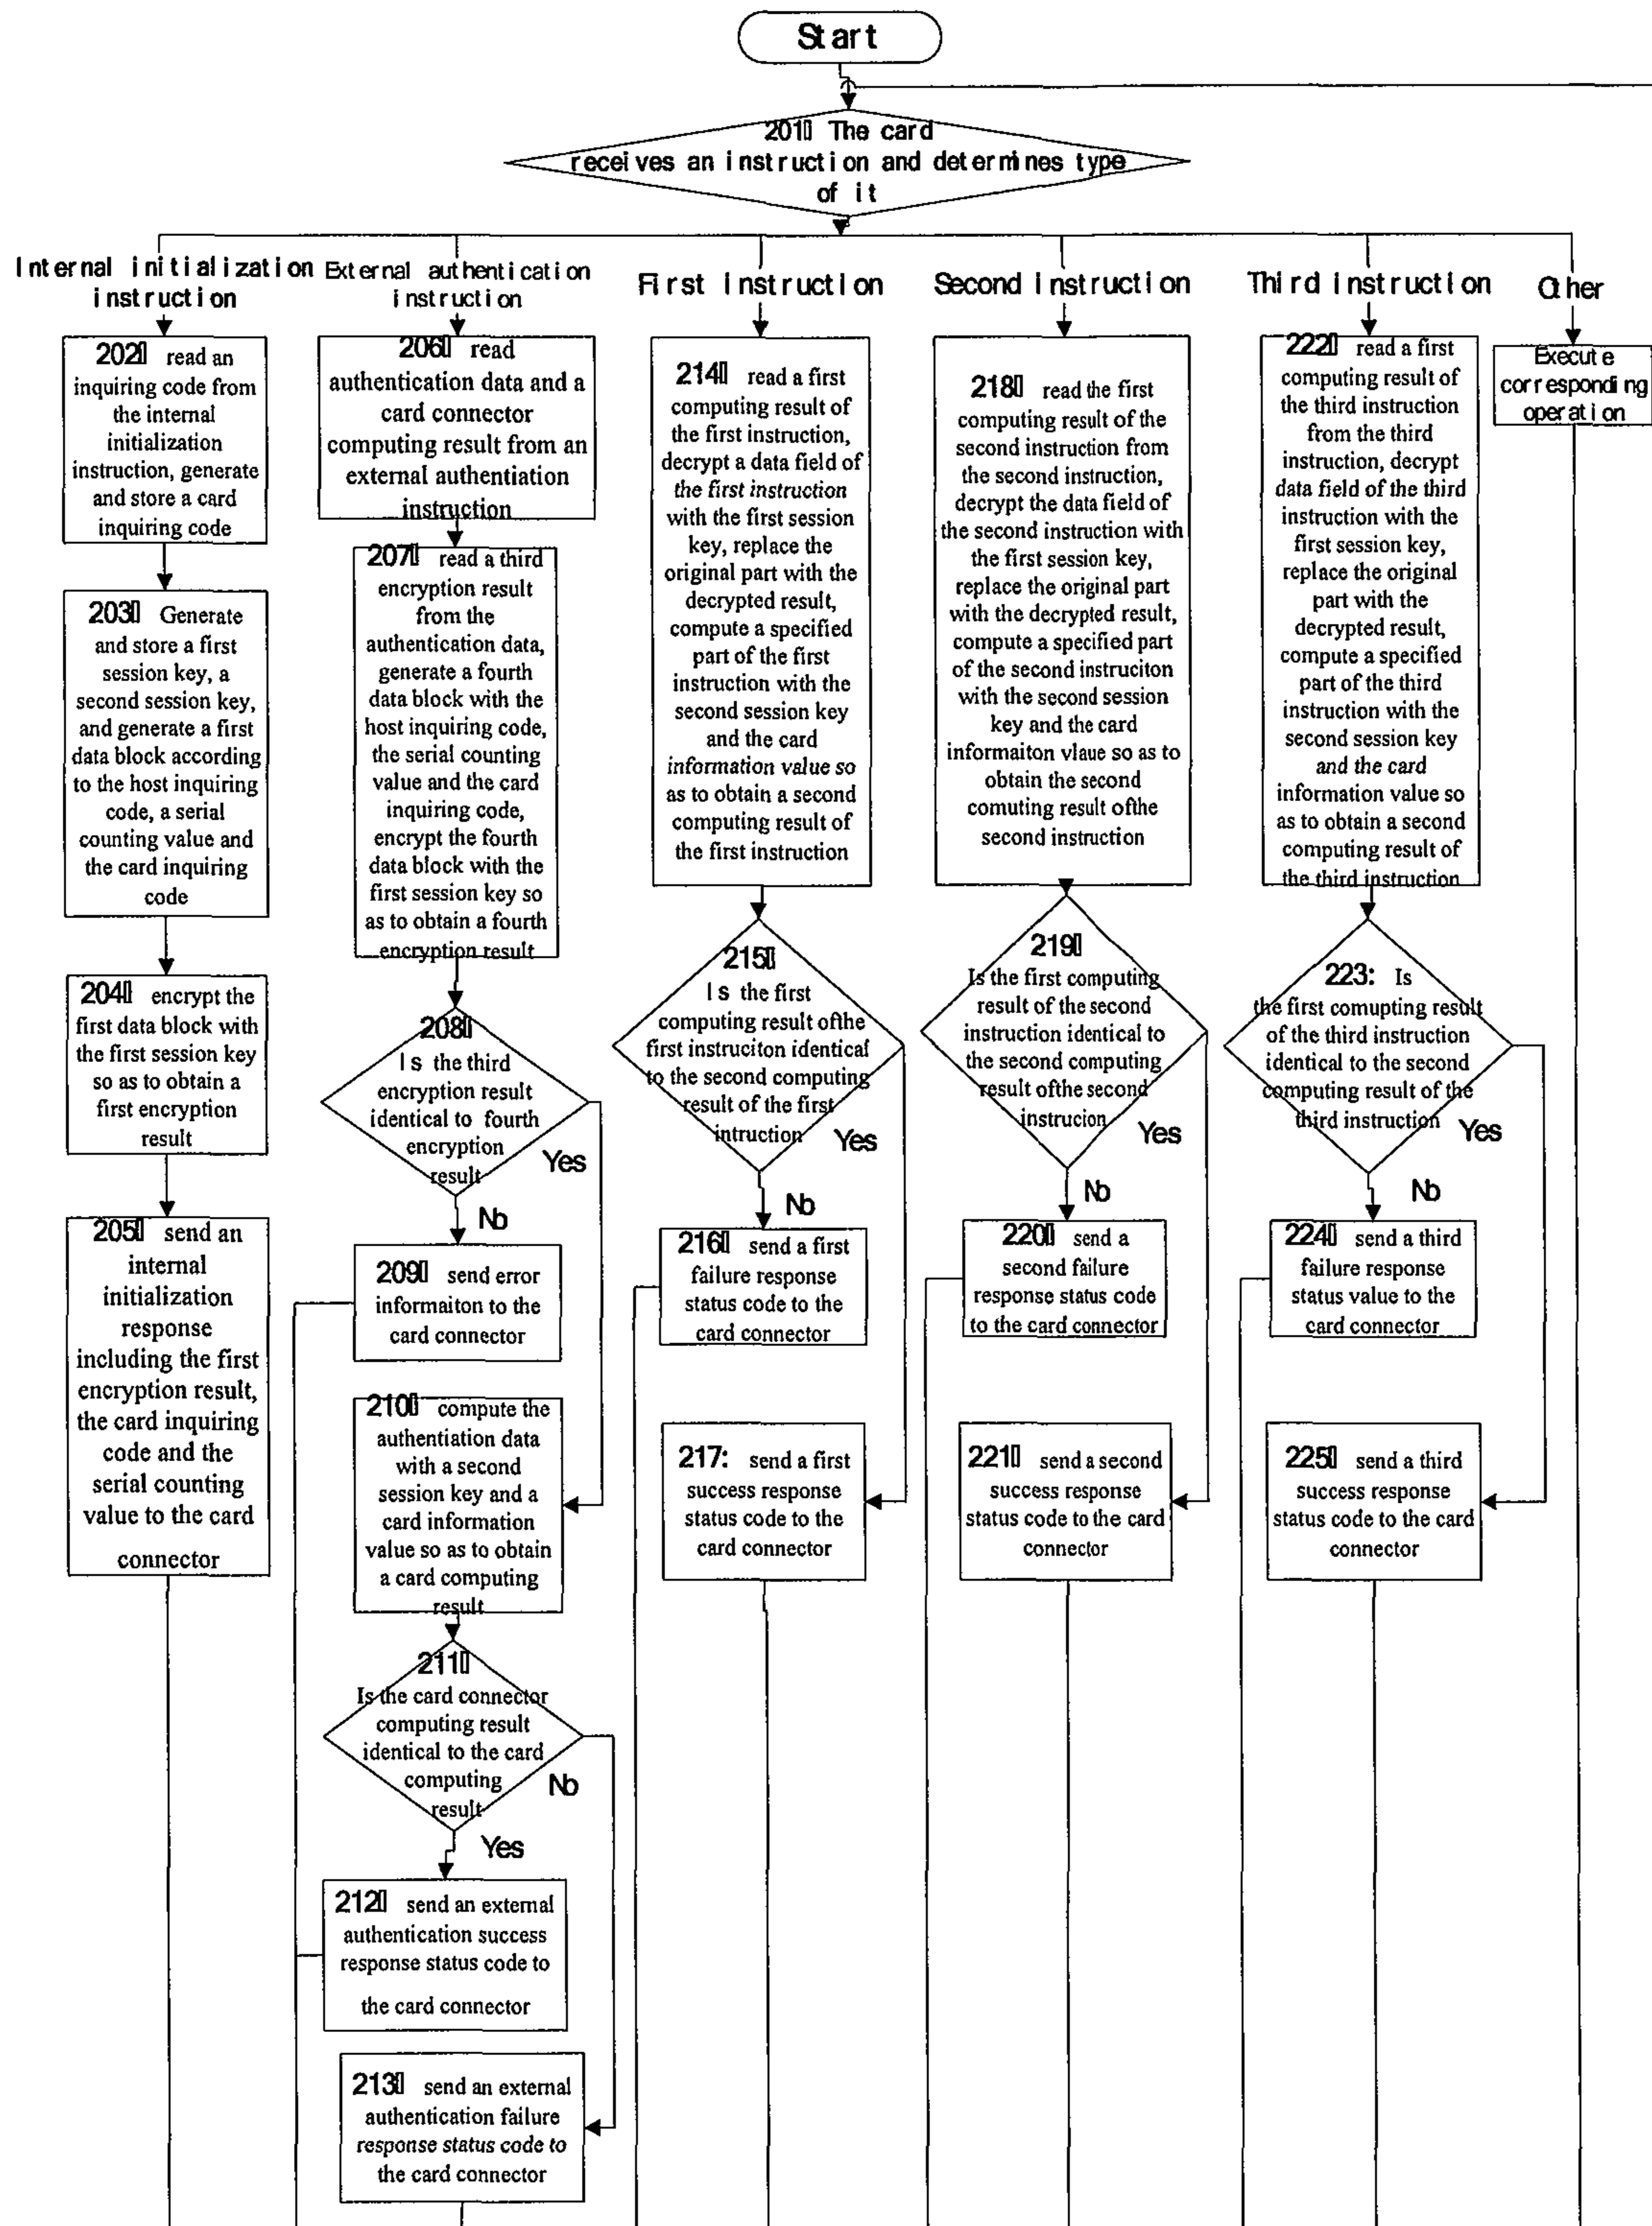 Start
201 The card
receives an instruction and determines type
of it
Internal initialization
instruction
External authentication
instruction
First instruction
Second instruction
Third instruction
Other
202 read an
inquiring code from
the internal
initialization
instruction, generate
and store a card
inquiring code
203 Generate
and store a first
session key, a
second session key,
and generate a first
data block according
to the host inquiring
code, a serial
counting value and
the card inquiring
code
204 encrypt the
first data block with
the first session key
so as to obtain a
first encryption
result
205 send an
internal
initialization
response
including the first
encryption result,
the card inquiring
code and the
serial counting
value to the card
connector
206 read
authentication data and a
card connector
computing result from an
external authentiation
instruction
207 read a third
encryption result
from the
authentication data,
generate a fourth
data block with the
host inquiring code,
the serial counting
value and the card
inquiring code,
encrypt the fourth
data block with the
first session key so
as to obtain a fourth
encryption result
208
Is the third
encryption result
identical to fourth
encryption
result
Yes
No
209 send error
informaiton to the
card connector
210 compute the
authentiation data
with a second
session key and a
card information
value so as to obtain
a card computing
result
211
Is the card connector
computing result
identical to the card
computing
result
No
Yes
212 send an external
authentication success
response status code to
the card connector
213 send an external
authentication failure
response status code to
the card connector
214 read a first
computing result of
the first instruction,
decrypt a data field of
the first instruction
with the first session
key, replace the
original part with the
decrypted result,
compute a specified
part of the first
instruction with the
second session key
and the card
information value so
as to obtain a second
computing result of
the first instruction
215
Is the first
computing result ofthe
first instruciton identical
to the second computing
result of the first
intruction
Yes
No
216 send a first
failure response
status code to the
card connector
217: send a first
success response
status code to the
card connector
218 read the first
computing result of the
second instruction from
the second instruction,
decrypt the data field of
the second instruction with
the first session key,
replace the original part
with the decrypted result,
compute a specified part
of the second instruciton
with the second session
key and the card
informaiton vlaue so as to
obtain the second
comuting result ofthe
second instruction
219
Is the first computing
result of the second
instruction identical to
the second computing
result ofthe second
instrucion
Yes
No
220 send a
second failure
response status code
to the card connector
221 send a second
success response
status code to the card
connector
222 read a first
computing result of
the third instruction
from the third
instruction, decrypt
data field of the third
instruction with the
first session key,
replace the original
part with the
decrypted result,
compute a specified
part of the third
instruction with the
second session key
and the card
information value so
as to obtain a second
computing result of
the third instruction
223: Is
the first comupting result
of the third instruction
identical to the second
computing result of the
third instruction
Yes
No
224 send a third
failure response
status value to the
card connector
225 send a third
success response
status code to the card
connector
Execute
corresponding
operation